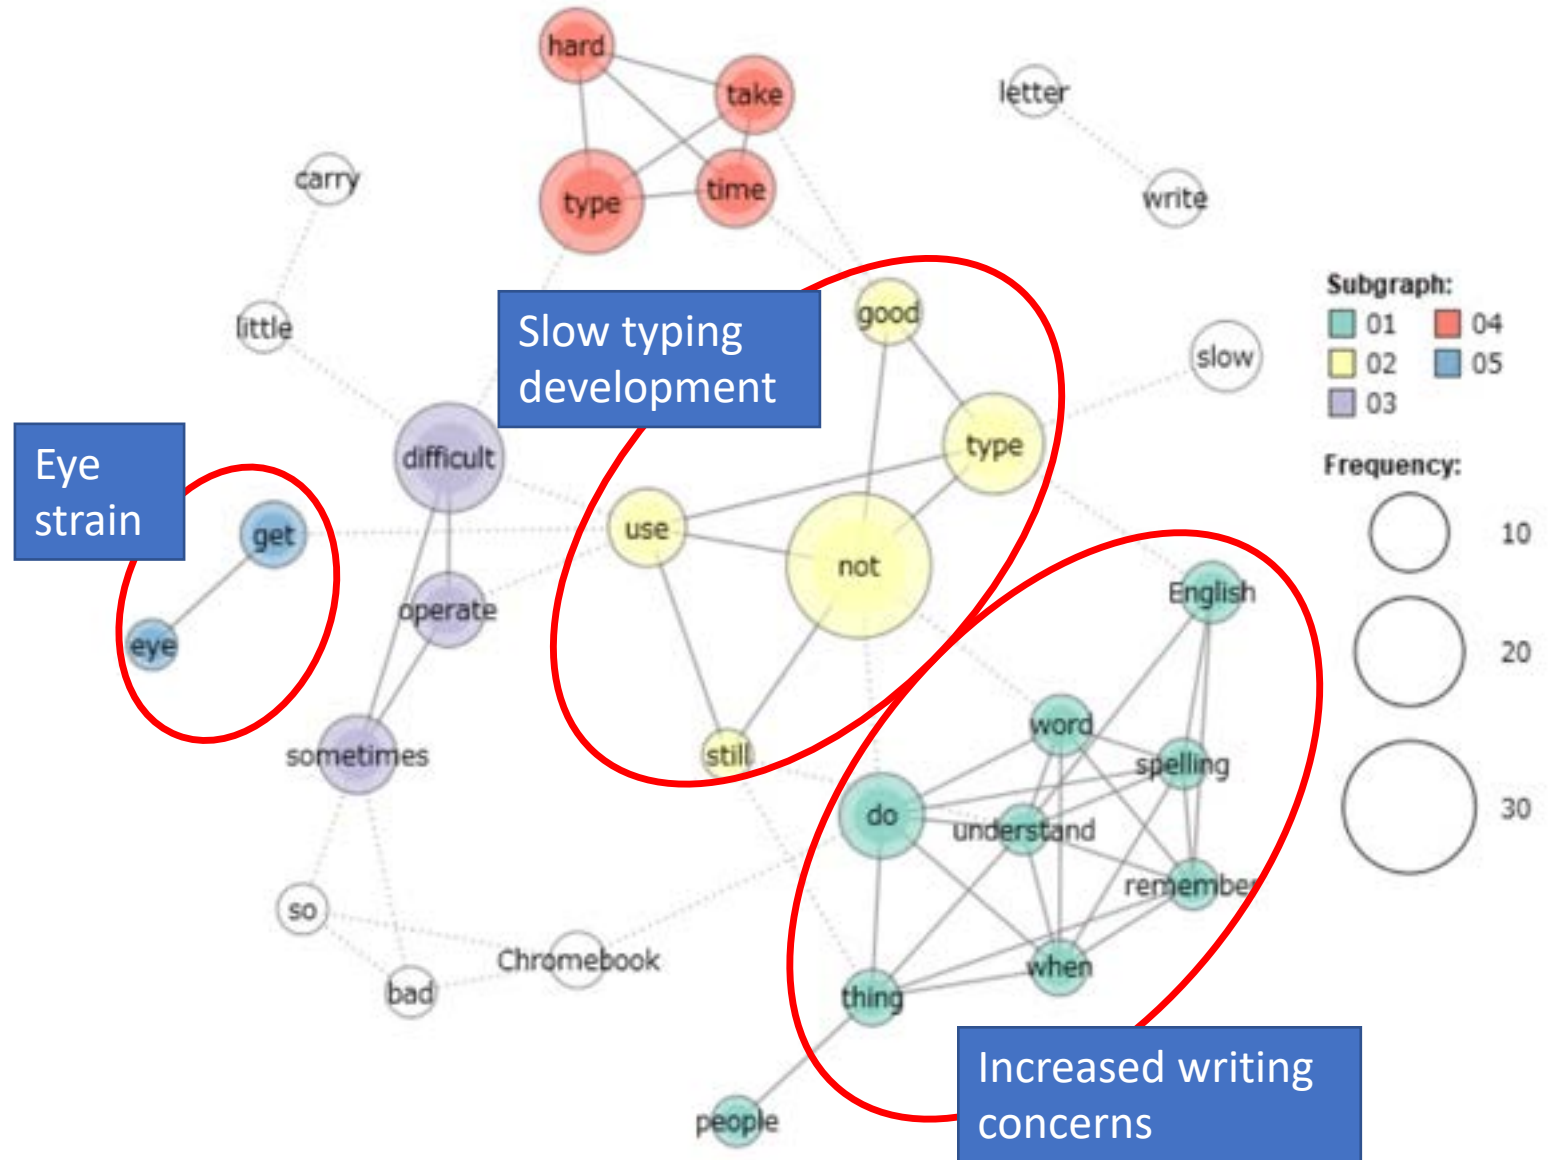 hard
take
letter
carry
type
time
write
good
little
Slow typing
development
slow
Subgraph:
01
04
02
05
03
difficult
type
Eye
strain
Frequency:
get
use
not
10
English
operate
eye
20
word
sometimes
still
spelling
do
understand
30
remember
so
Chromebook
when
bad
thing
Increased writing
concerns
people